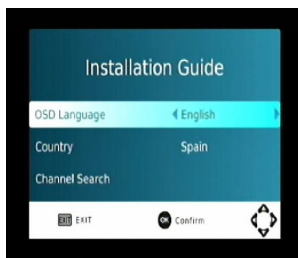 Installation Guide
OSD Language English
Country Spain
Channel Search
EXIT EXIT OK Confirm